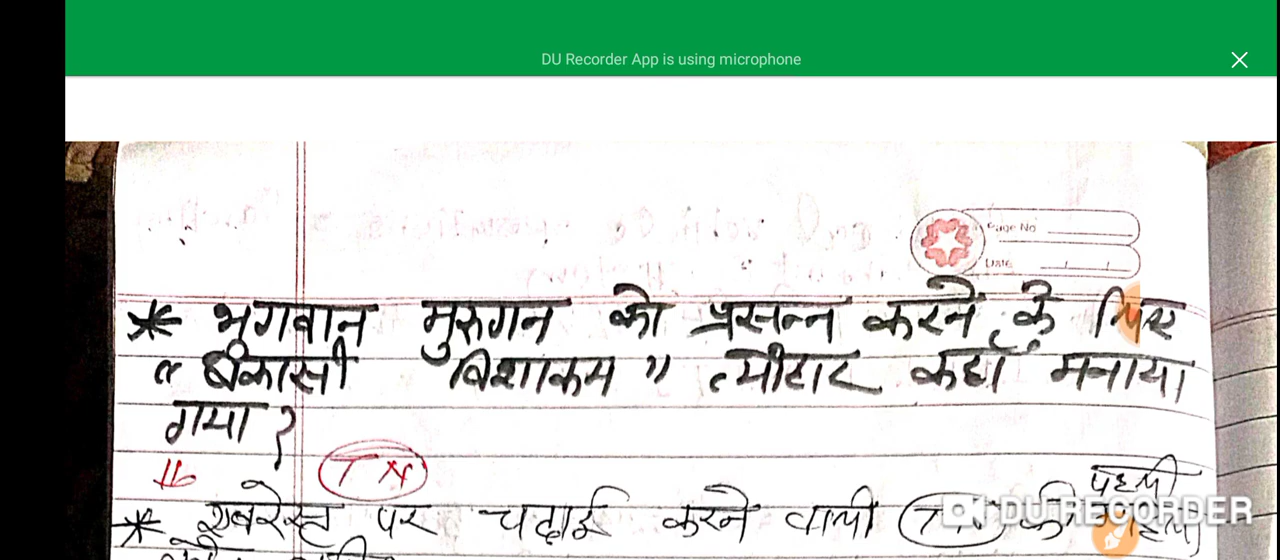 DU Recorder App is using microphone
Page No
Date
* भगवान मुरुगन को प्रसन्न करने के लिए
"बैकासी विशाकम" त्यौहार कहाँ मनाया
गया?
TN
* एवरेस्ट पर चढ़ाई करने वाली TN की पहली
DU RECORDER